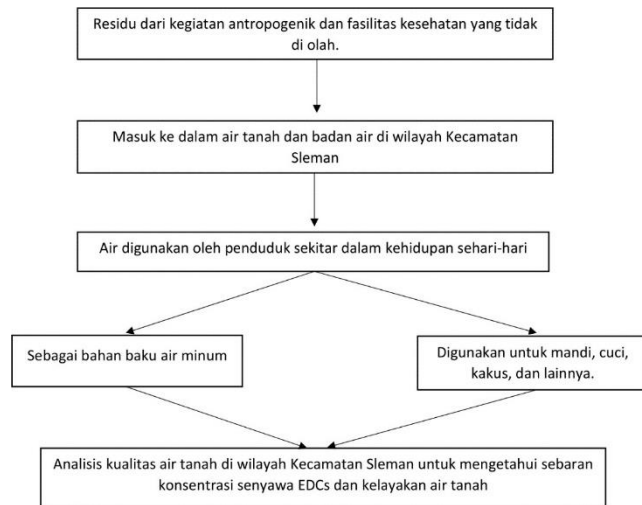 Residu dari kegiatan antropogenik dan fasilitas kesehatan yang tidak
di olah.
Masuk ke dalam air tanah dan badan air di wilayah Kecamatan
Sleman
Air digunakan oleh penduduk sekitar dalam kehidupan sehari-hari
Sebagai bahan baku air minum
Digunakan untuk mandi, cuci,
kakus, dan lainnya.
Analisis kualitas air tanah di wilayah Kecamatan Sleman untuk mengetahui sebaran
konsentrasi senyawa EDCs dan kelayakan air tanah